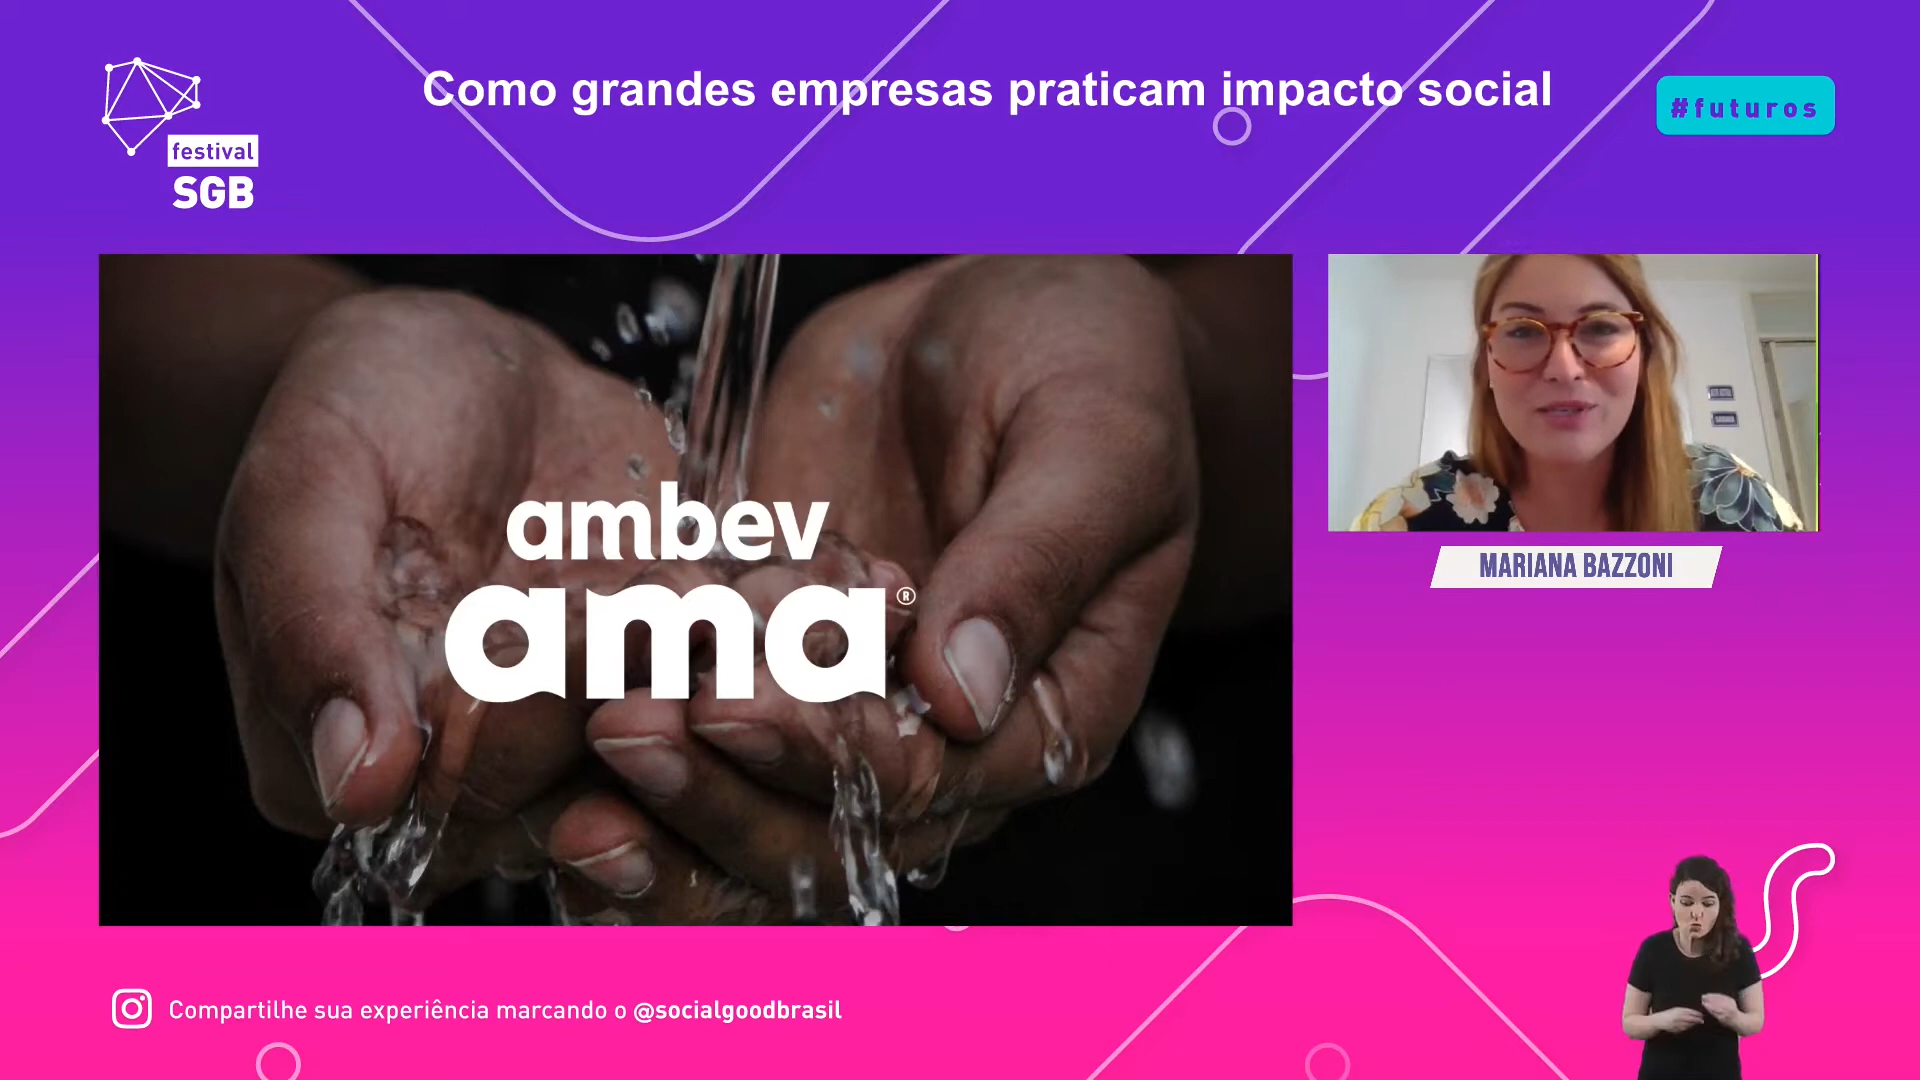 Como grandes empresas praticam impacto social
#futuros
festival
SGB
ambev
ama®
MARIANA BAZZONI
Compartilhe sua experiência marcando o @socialgoodbrasil